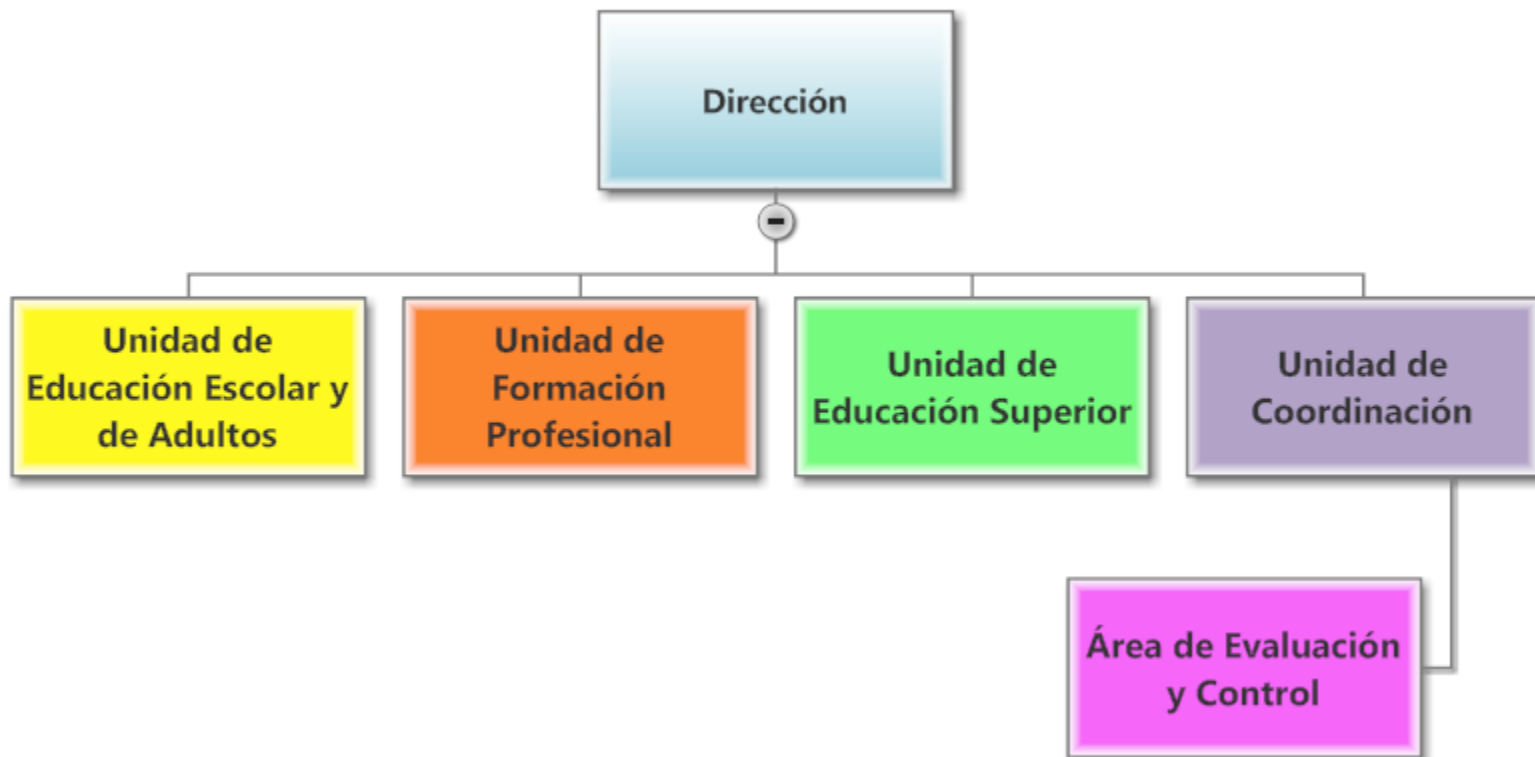 Dirección
Unidad de
Educación Escolar y
de Adultos
Unidad de
Formación
Profesional
Unidad de
Educación Superior
Unidad de
Coordinación
Área de Evaluación
y Control